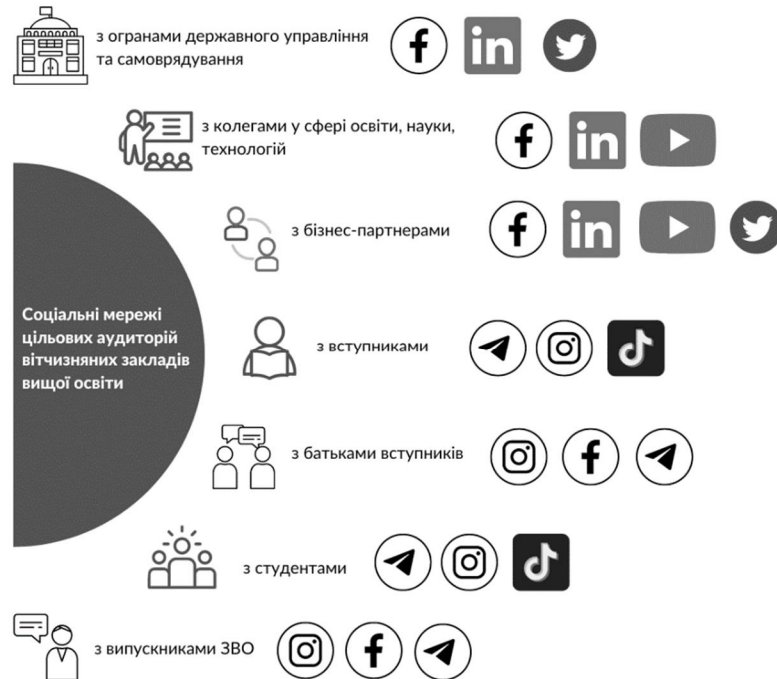 з огранами державного управління
та самоврядування
з колегами у сфері освіти, науки,
технологій
з бізнес-партнерами
Соціальні мережі
цільових аудиторій
вітчизняних закладів
вищої освіти
з вступниками
з батьками вступників
з студентами
з випускниками ЗВО